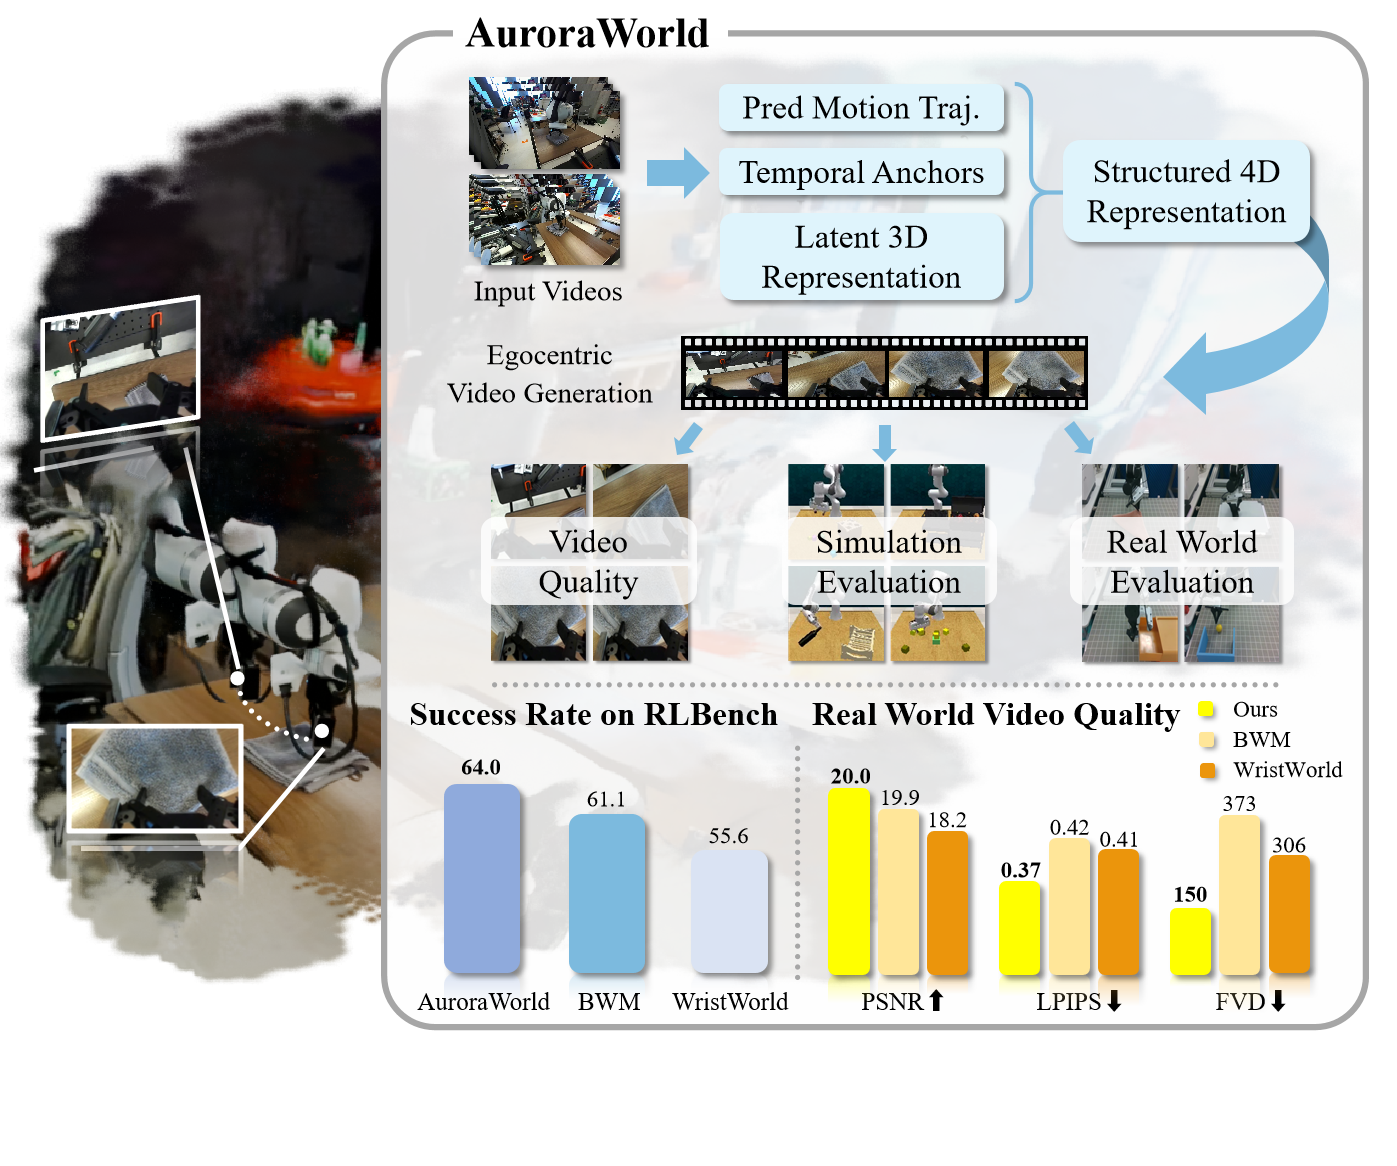 AuroraWorld
Input Videos
Pred Motion Traj.
Temporal Anchors
Latent 3D
Representation
Structured 4D
Representation
Egocentric
Video Generation
Video
Quality
Simulation
Evaluation
Real World
Evaluation
Success Rate on RLBench
64.0
61.1
55.6
AuroraWorld
BWM
WristWorld
Real World Video Quality
Ours
BWM
WristWorld
20.0
19.9
18.2
0.37
0.42
0.41
150
373
306
PSNR ⬆
LPIPS ⬇
FVD ⬇